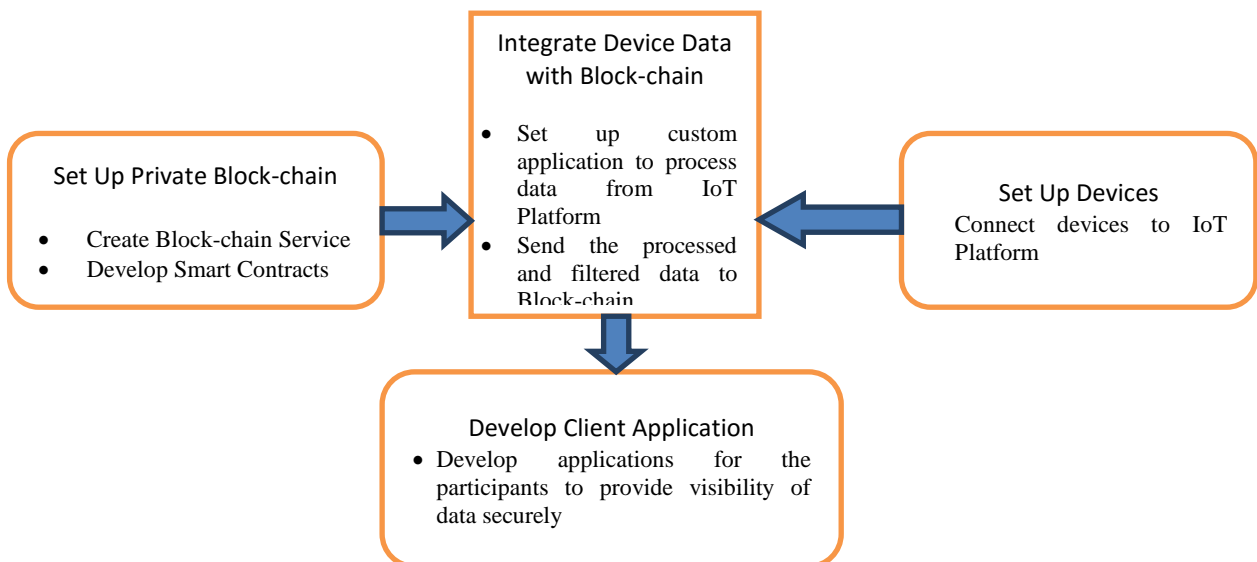 Set Up Private Block-chain
• Create Block-chain Service
• Develop Smart Contracts
Integrate Device Data
with Block-chain
• Set up custom
application to process
data from IoT
Platform
• Send the processed
and filtered data to
Block-chain
Set Up Devices
Connect devices to IoT
Platform
Develop Client Application
• Develop applications for the
participants to provide visibility of
data securely